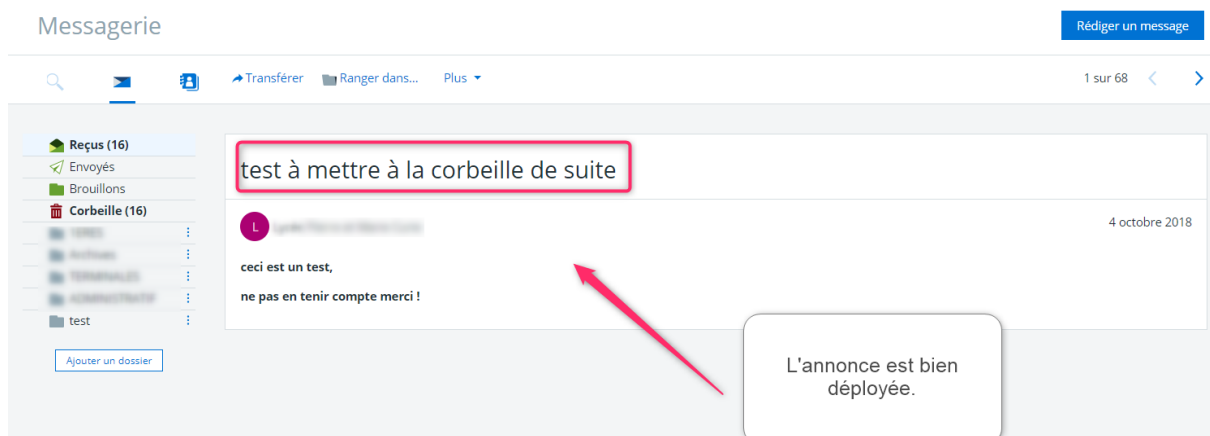 Messagerie
Rédiger un message
Transférer Ranger dans... Plus
1 sur 68
Reçus (16)
Envoyés
Brouillons
Corbeille (16)
test
Ajouter un dossier
test à mettre à la corbeille de suite
L
4 octobre 2018
ceci est un test,
ne pas en tenir compte merci !
L'annonce est bien
déployée.